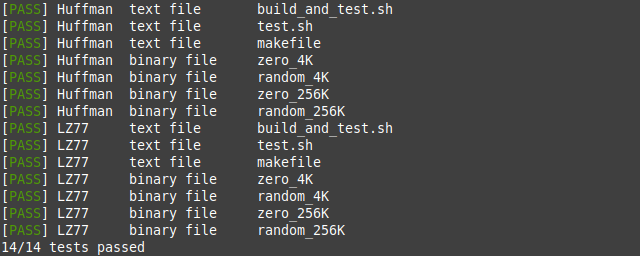 [PASS] Huffman  text file       build_and_test.sh
[PASS] Huffman  text file       test.sh
[PASS] Huffman  text file       makefile
[PASS] Huffman  binary file     zero_4K
[PASS] Huffman  binary file     random_4K
[PASS] Huffman  binary file     zero_256K
[PASS] Huffman  binary file     random_256K
[PASS] LZ77     text file       build_and_test.sh
[PASS] LZ77     text file       test.sh
[PASS] LZ77     text file       makefile
[PASS] LZ77     binary file     zero_4K
[PASS] LZ77     binary file     random_4K
[PASS] LZ77     binary file     zero_256K
[PASS] LZ77     binary file     random_256K
14/14 tests passed